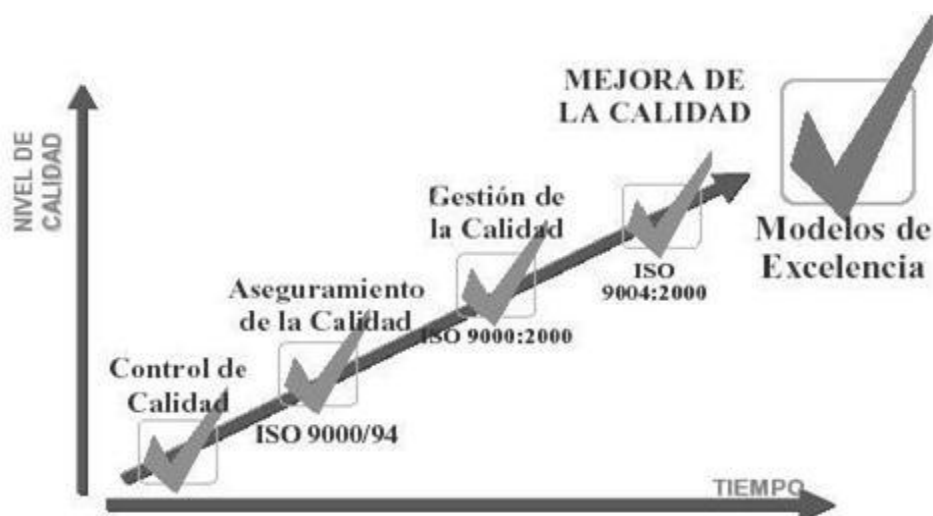 MEJORA DE
LA CALIDAD
NIVEL DE
CALIDAD
Gestión de
la Calidad
Modelos de
Excelencia
ISO
9004:2000
Aseguramiento
de la Calidad
ISO 9000:2000
Control de
Calidad
ISO 9000/94
TIEMPO